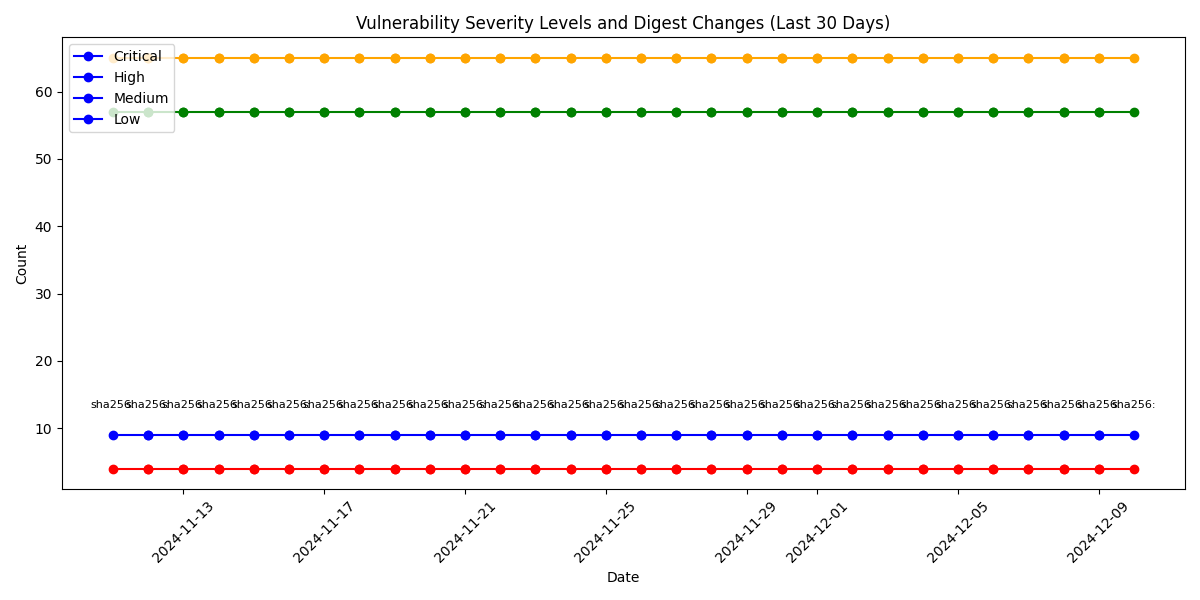 Vulnerability Severity Levels and Digest Changes (Last 30 Days)
Critical
High
Medium
Low
Count
60
50
40
30
20
10
sha256: sha256: sha256: sha256: sha256: sha256: sha256: sha256: sha256: sha256: sha256: sha256: sha256: sha256: sha256: sha256: sha256: sha256: sha256: sha256: sha256: sha256: sha256: sha256: sha256: sha256: sha256: sha256: sha256: sha256:
2024-11-13
2024-11-17
2024-11-21
2024-11-25
2024-11-29
2024-12-01
2024-12-05
2024-12-09
Date